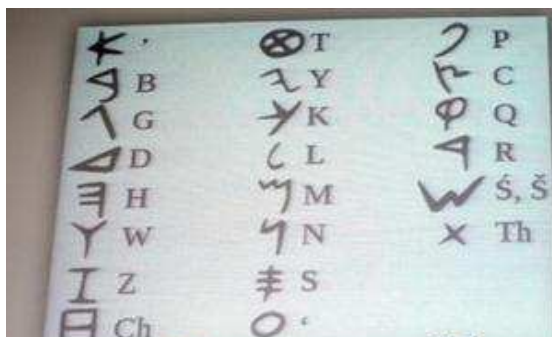 𐤀 ’
𐤁 B
𐤂 G
𐤃 D
𐤄 H
𐤅 W
𐤆 Z
𐤇 Ch
𐤈 T
𐤉 Y
𐤊 K
𐤋 L
𐤌 M
𐤍 N
𐤎 S
𐤏 ‘
𐤐 P
𐤑 C
𐤒 Q
𐤓 R
𐤔 Ś, Š
𐤕 Th